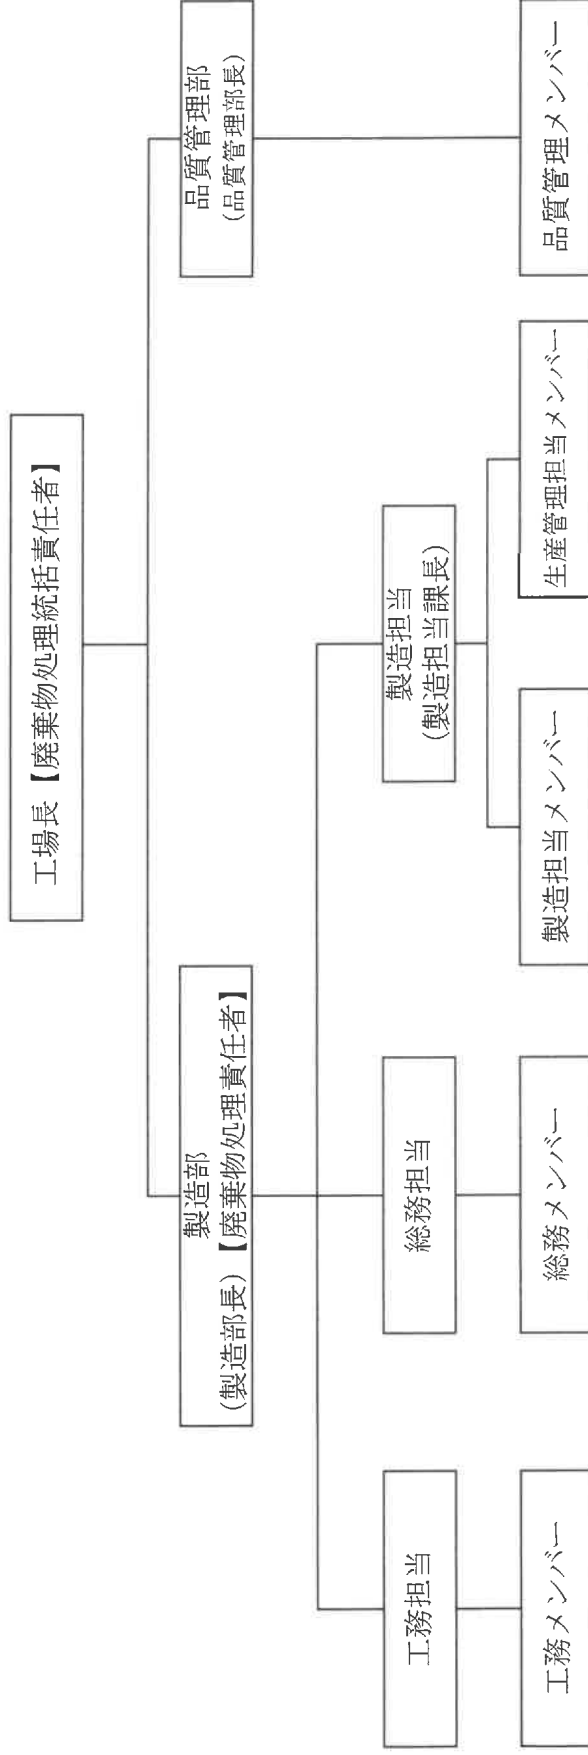 工場長【廃棄物処理統括責任者】
製造部
(製造部長)【廃棄物処理責任者】
品質管理部
(品質管理部長)
工務担当
総務担当
製造担当
(製造担当課長)
工務メンバー
総務メンバー
製造担当メンバー
生産管理担当メンバー
品質管理メンバー